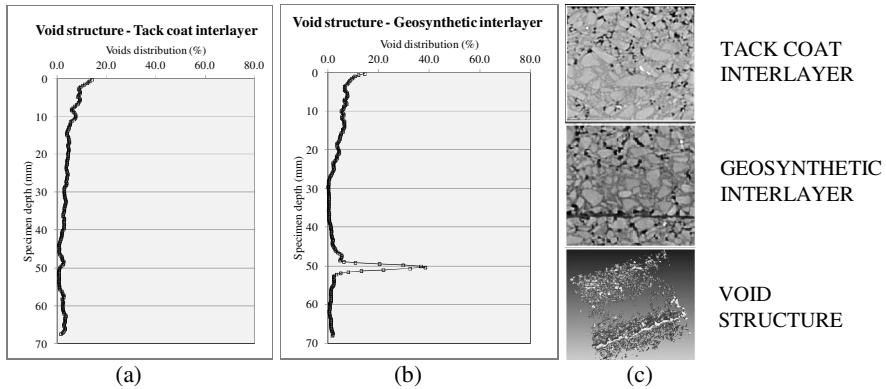 Void structure - Tack coat interlayer
Voids distribution (%)
0.0 20.0 40.0 60.0 80.0
0
10
20
30
40
50
60
70
Specimen depth (mm)
(a)
Void structure - Geosynthetic interlayer
Void distribution (%)
0.0 20.0 40.0 60.0 80.0
0
10
20
30
40
50
60
70
Specimen depth (mm)
(b)
TACK COAT
INTERLAYER
GEOSYNTHETIC
INTERLAYER
VOID
STRUCTURE
(c)